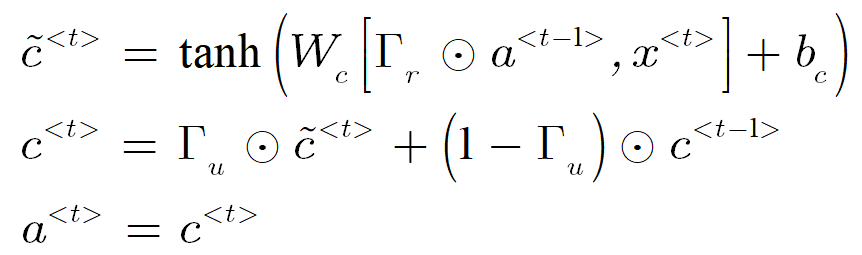 c̃^{<t>} = tanh(W_c[Γ_r ⊙ a^{<t−1>}, x^{<t>}] + b_c)
c^{<t>} = Γ_u ⊙ c̃^{<t>} + (1 − Γ_u) ⊙ c^{<t−1>}
a^{<t>} = c^{<t>}